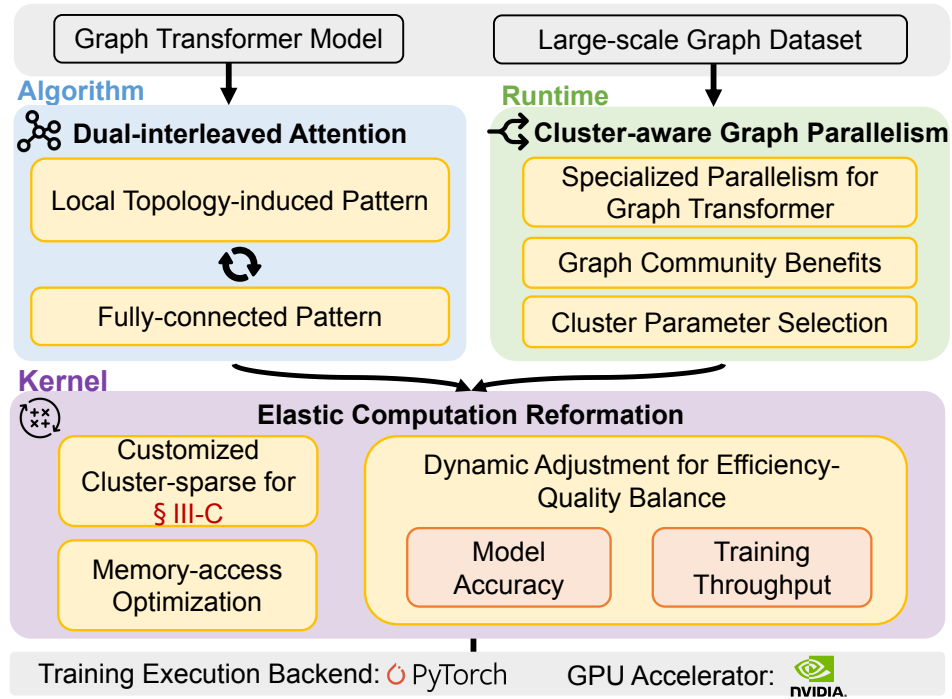 Graph Transformer Model
Large-scale Graph Dataset
Algorithm
Dual-interleaved Attention
Local Topology-induced Pattern
Fully-connected Pattern
Runtime
Cluster-aware Graph Parallelism
Specialized Parallelism for
Graph Transformer
Graph Community Benefits
Cluster Parameter Selection
Kernel
Elastic Computation Reformation
Customized
Cluster-sparse for
§ III-C
Memory-access
Optimization
Dynamic Adjustment for Efficiency-
Quality Balance
Model
Accuracy
Training
Throughput
Training Execution Backend: PyTorch
GPU Accelerator: NVIDIA.